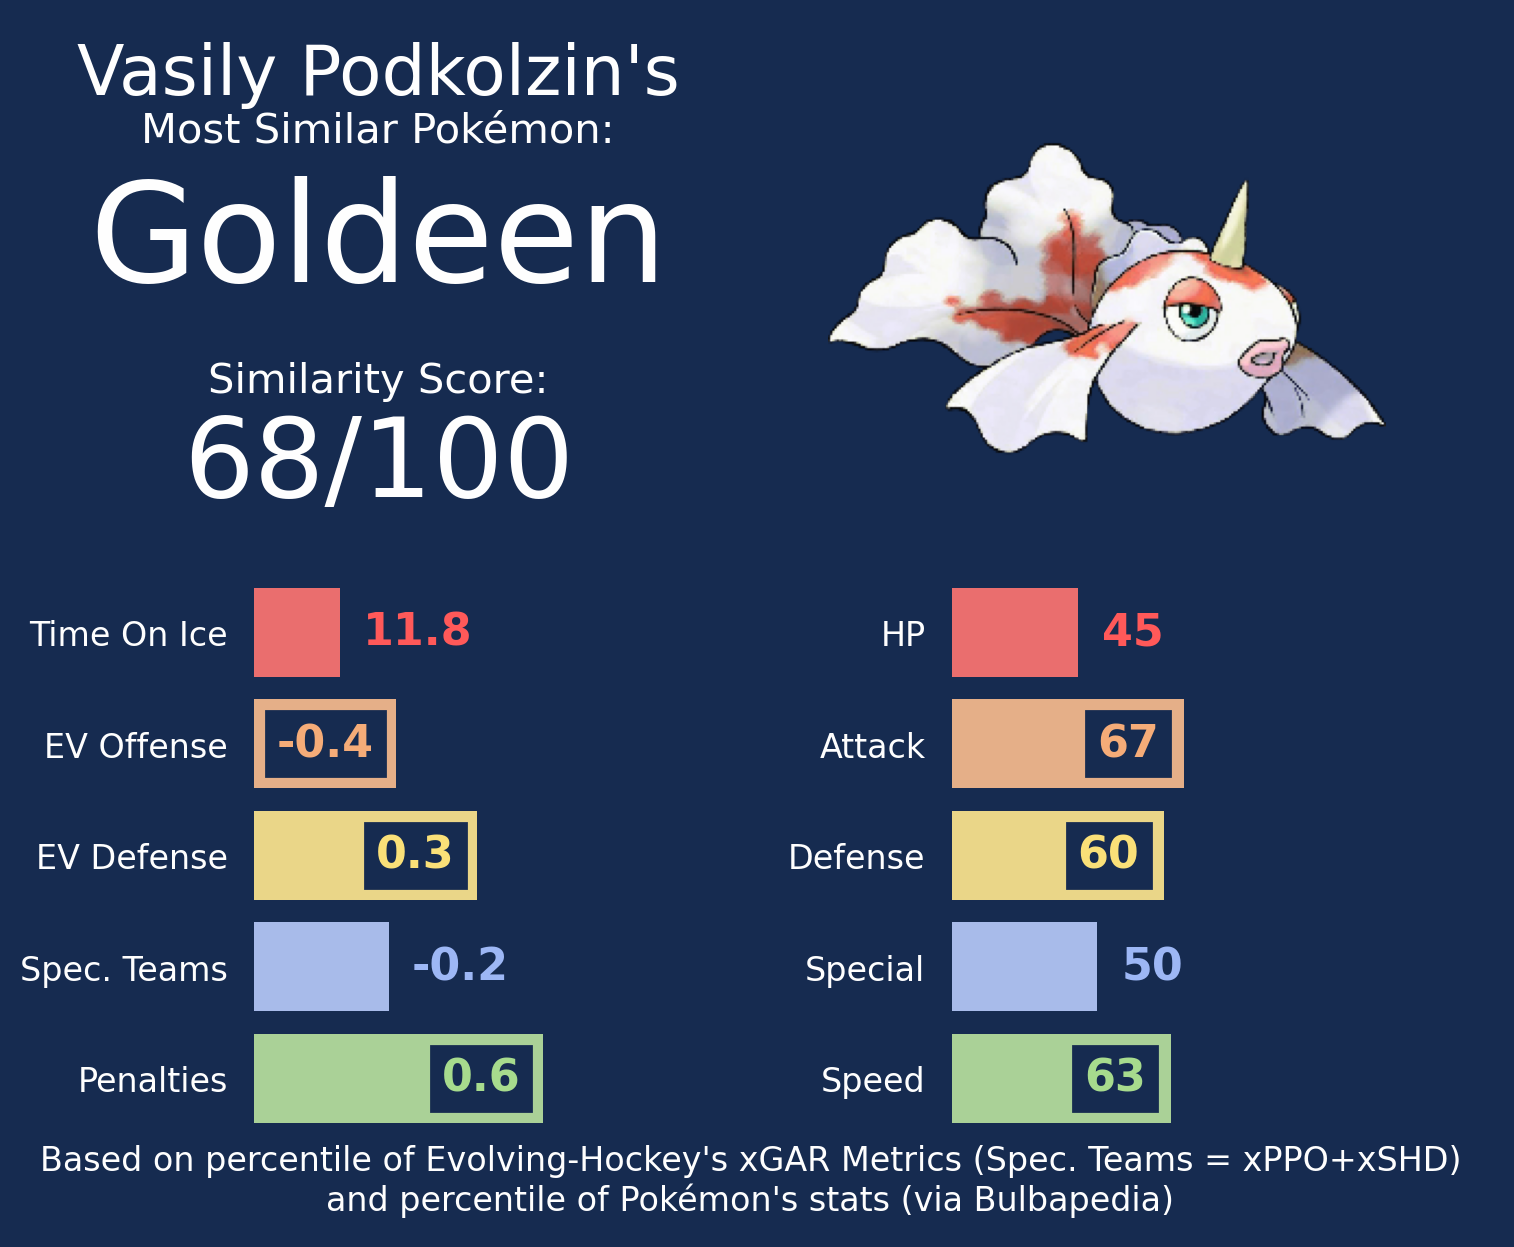 Vasily Podkolzin's
Most Similar Pokémon:
Goldeen
Similarity Score:
68/100
Time On Ice 11.8
EV Offense -0.4
EV Defense 0.3
Spec. Teams -0.2
Penalties 0.6
HP 45
Attack 67
Defense 60
Special 50
Speed 63
Based on percentile of Evolving-Hockey's xGAR Metrics (Spec. Teams = xPPO+xSHD)
and percentile of Pokémon's stats (via Bulbapedia)